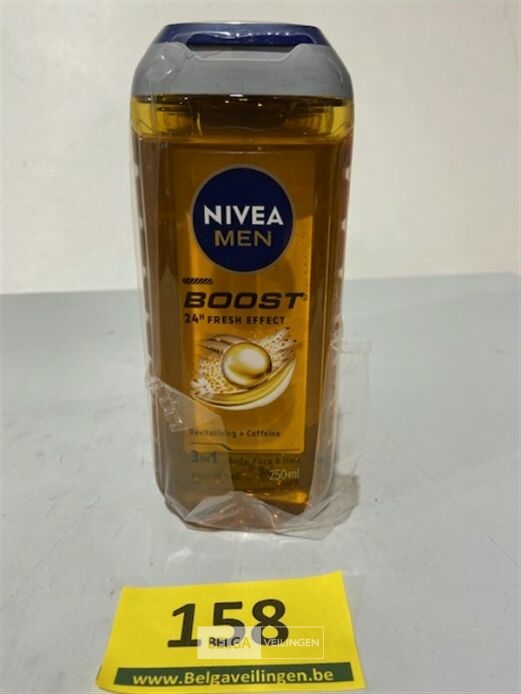 NIVEA
MEN
BOOST
24H FRESH EFFECT
Revitalising + Caffeine
3IN1 Body, Face & Hair
250ml
158
BELGA VEILINGEN
www.Belgaveilingen.be